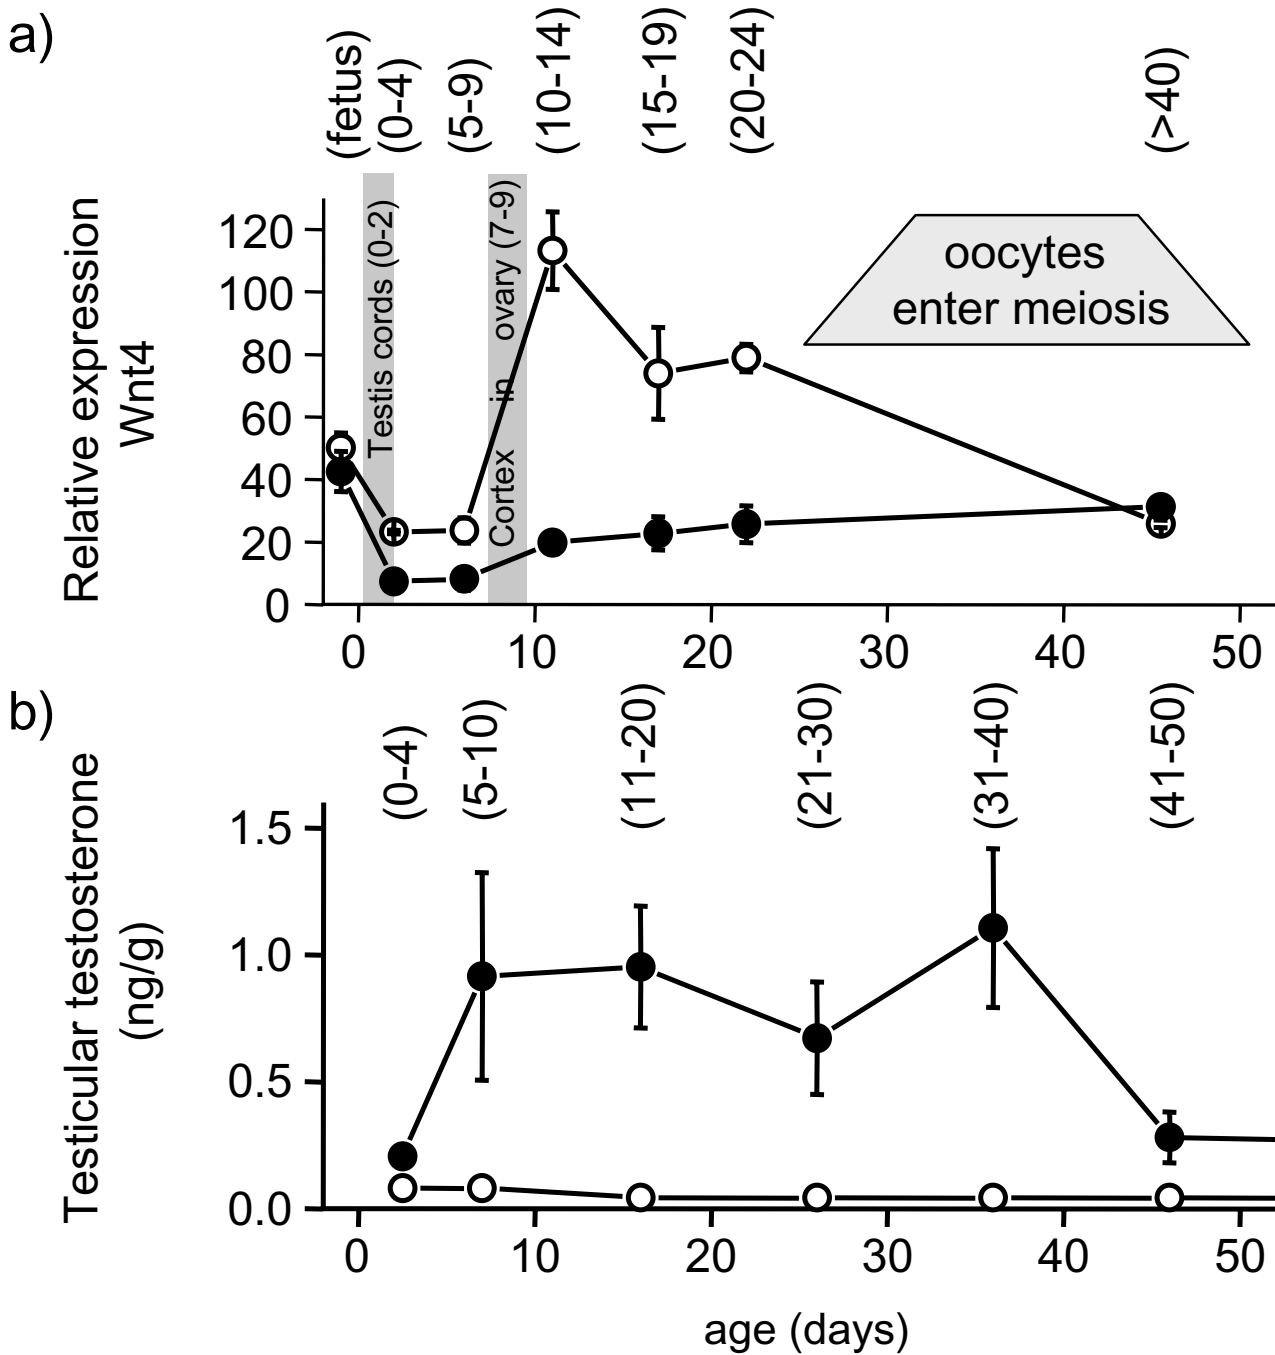 a)
(fetus)
(0-4)
(5-9)
(10-14)
(15-19)
(20-24)
(>40)
Relative expression
Wnt4
120
100
80
60
40
20
0
Testis cords (0-2)
Cortex in ovary (7-9)
oocytes
enter meiosis
0 10 20 30 40 50
b)
(0-4)
(5-10)
(11-20)
(21-30)
(31-40)
(41-50)
Testicular testosterone
(ng/g)
1.5
1.0
0.5
0.0
0 10 20 30 40 50
age (days)